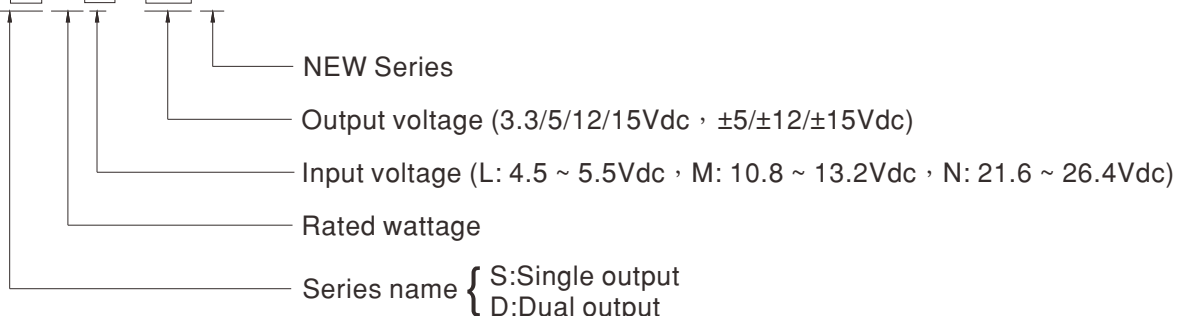 NEW Series
Output voltage (3.3/5/12/15Vdc，±5/±12/±15Vdc)
Input voltage (L: 4.5 ~ 5.5Vdc，M: 10.8 ~ 13.2Vdc，N: 21.6 ~ 26.4Vdc)
Rated wattage
Series name { S:Single output
D:Dual output